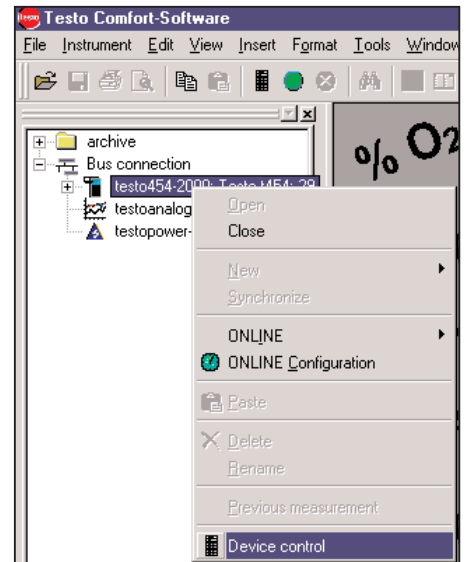 testo Testo Comfort-Software
File Instrument Edit View Insert Format Tools Window
% O2
archive
Bus connection
testo454-2000: Testo t454: 29
testoanalog
testopower-
Open
Close
New
Synchronize
ONLINE
ONLINE Configuration
Paste
Delete
Rename
Previous measurement
Device control